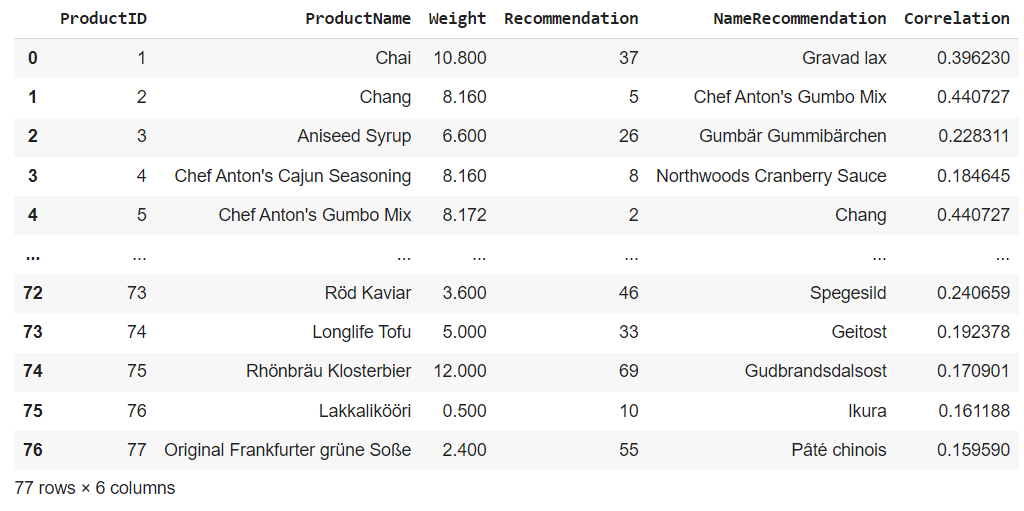 ProductID ProductName Weight Recommendation NameRecommendation Correlation
0 1 Chai 10.800 37 Gravad lax 0.396230
1 2 Chang 8.160 5 Chef Anton's Gumbo Mix 0.440727
2 3 Aniseed Syrup 6.600 26 Gumbär Gummibärchen 0.228311
3 4 Chef Anton's Cajun Seasoning 8.160 8 Northwoods Cranberry Sauce 0.184645
4 5 Chef Anton's Gumbo Mix 8.172 2 Chang 0.440727
... ... ... ... ... ... ...
72 73 Röd Kaviar 3.600 46 Spegesild 0.240659
73 74 Longlife Tofu 5.000 33 Geitost 0.192378
74 75 Rhönbräu Klosterbier 12.000 69 Gudbrandsdalsost 0.170901
75 76 Lakkalikööri 0.500 10 Ikura 0.161188
76 77 Original Frankfurter grüne Soße 2.400 55 Pâté chinois 0.159590
77 rows × 6 columns